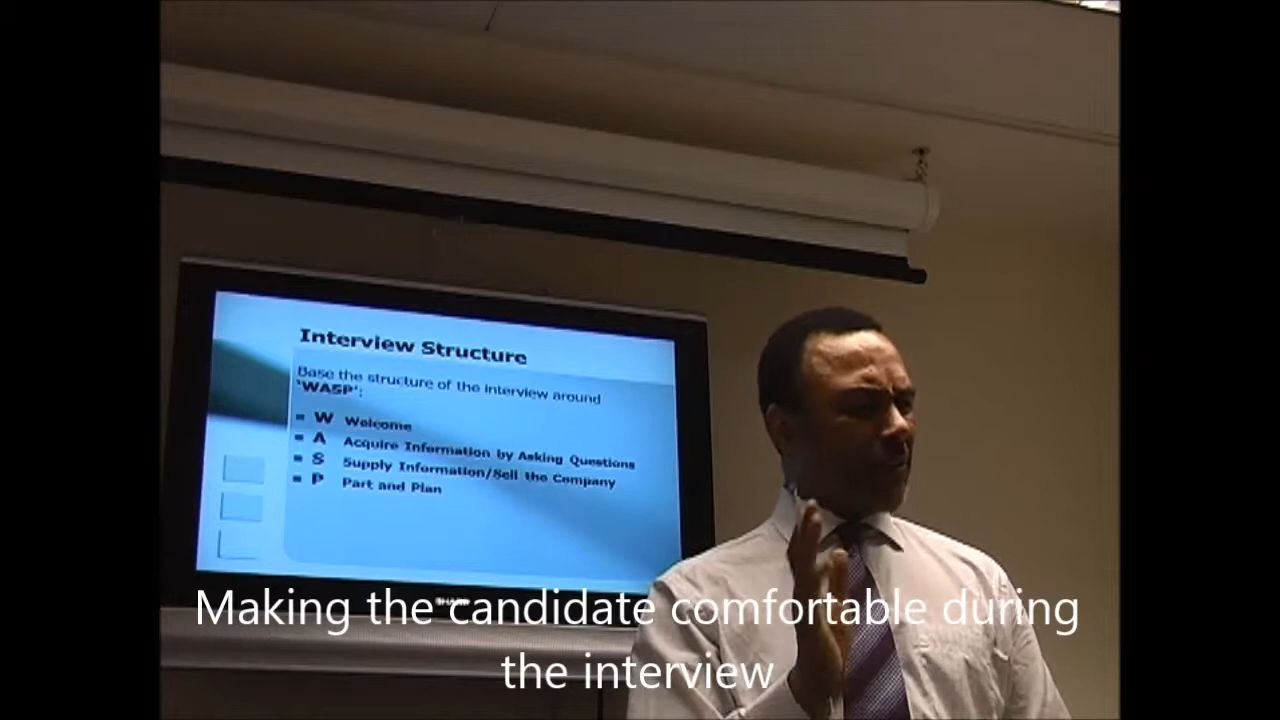 Interview Structure
Base the structure of the interview around
'WASP':
W Welcome
A Acquire Information by Asking Questions
S Supply Information/Sell the Company
P Part and Plan
SHARP
Making the candidate comfortable during
the interview